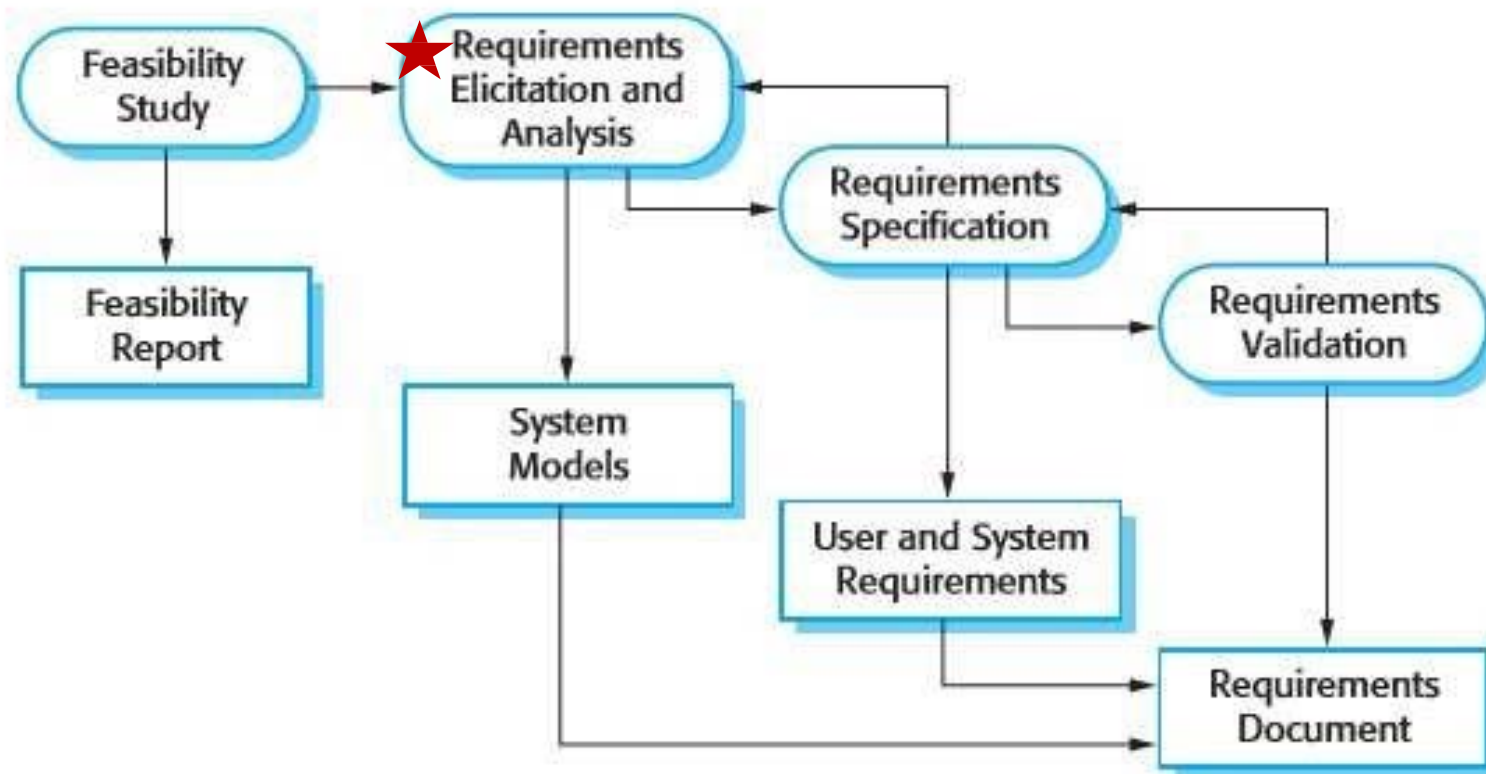 Feasibility
Study
Requirements
Elicitation and
Analysis
Requirements
Specification
Requirements
Validation
Feasibility
Report
System
Models
User and System
Requirements
Requirements
Document